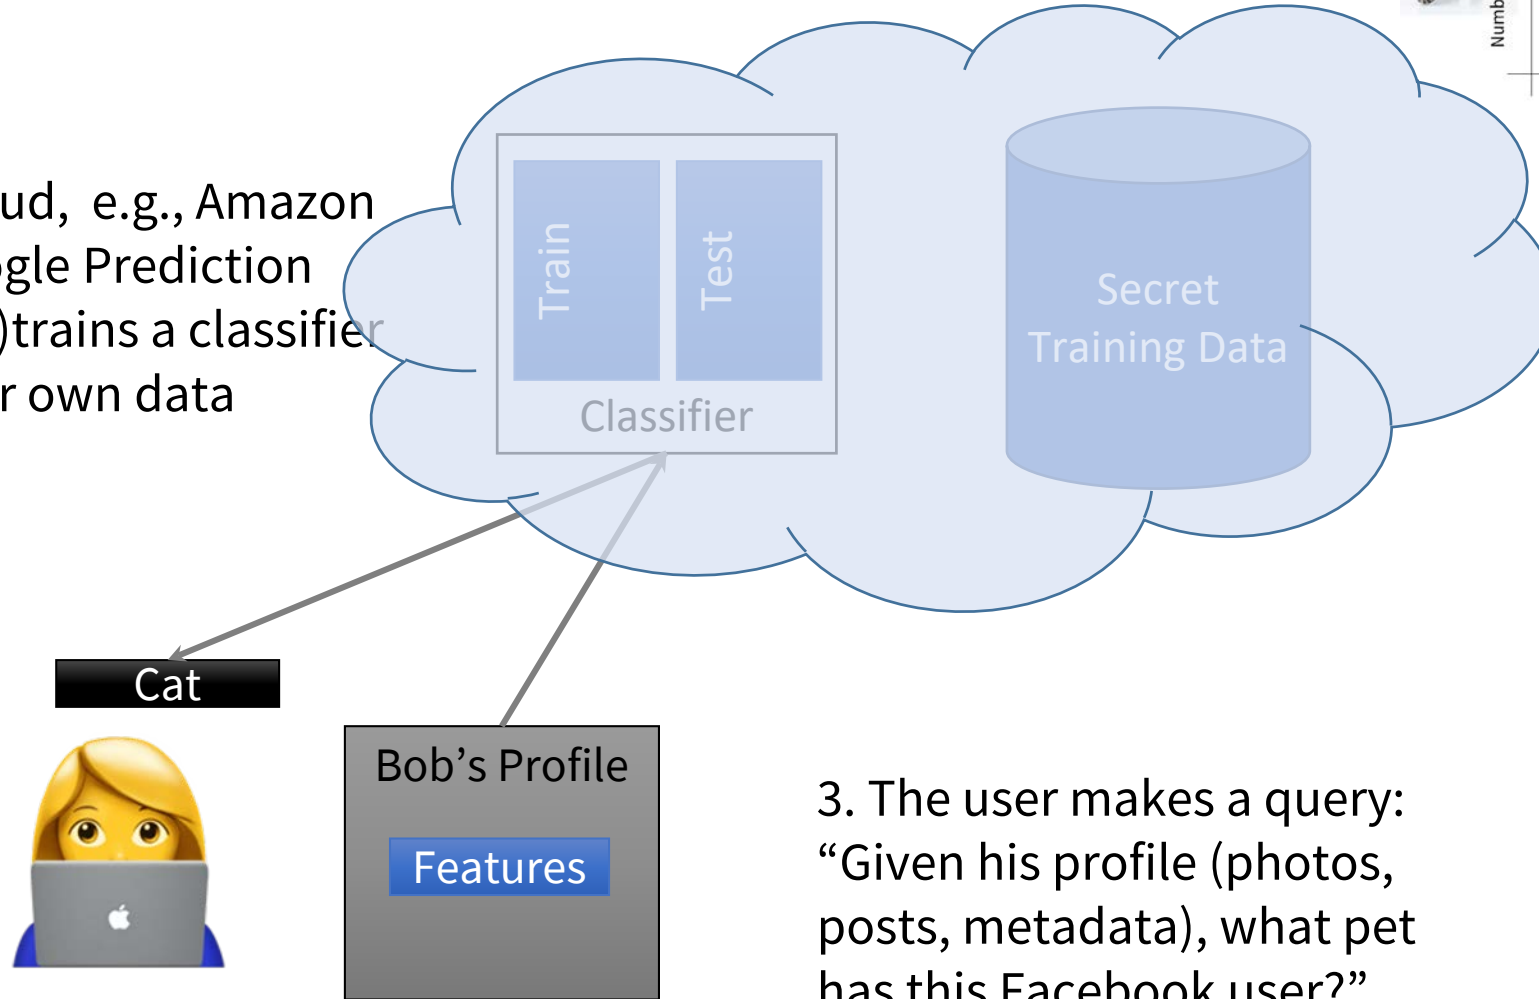 Numb
ud, e.g., Amazon
gle Prediction
)trains a classifier
r own data
Train
Test
Classifier
Secret
Training Data
Cat
Bob’s Profile
Features
3. The user makes a query:
“Given his profile (photos,
posts, metadata), what pet
has this Facebook user?”